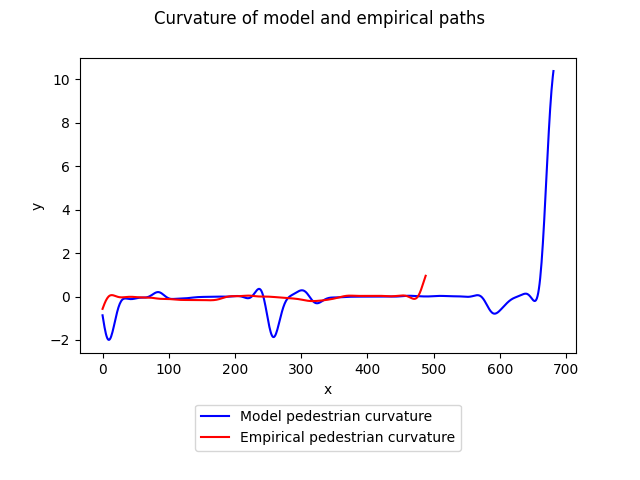 Curvature of model and empirical paths
10
8
6
4
2
0
−2
y
0 100 200 300 400 500 600 700
x
Model pedestrian curvature
Empirical pedestrian curvature